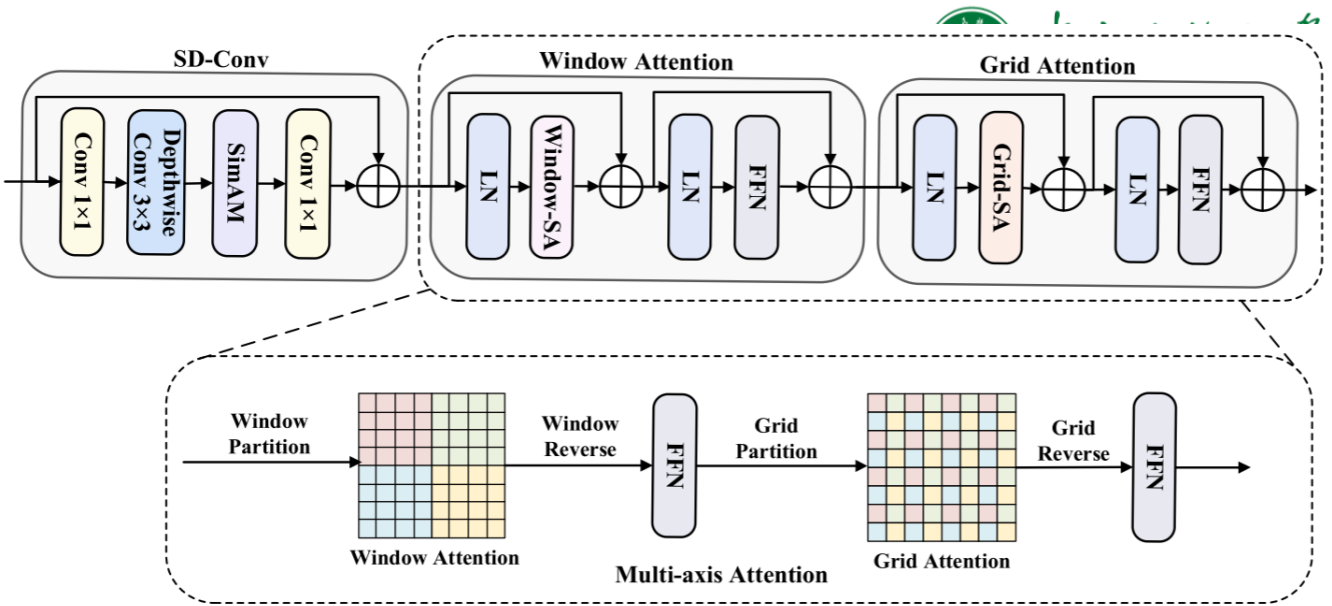 SD-Conv
Window Attention
Grid Attention
Conv 1×1
Depthwise
Conv 3×3
SimAM
Conv 1×1
LN
Window-SA
LN
FFN
LN
Grid-SA
LN
FFN
Window
Partition
Window
Reverse
FFN
Grid
Partition
Grid
Reverse
FFN
Window Attention
Grid Attention
Multi-axis Attention